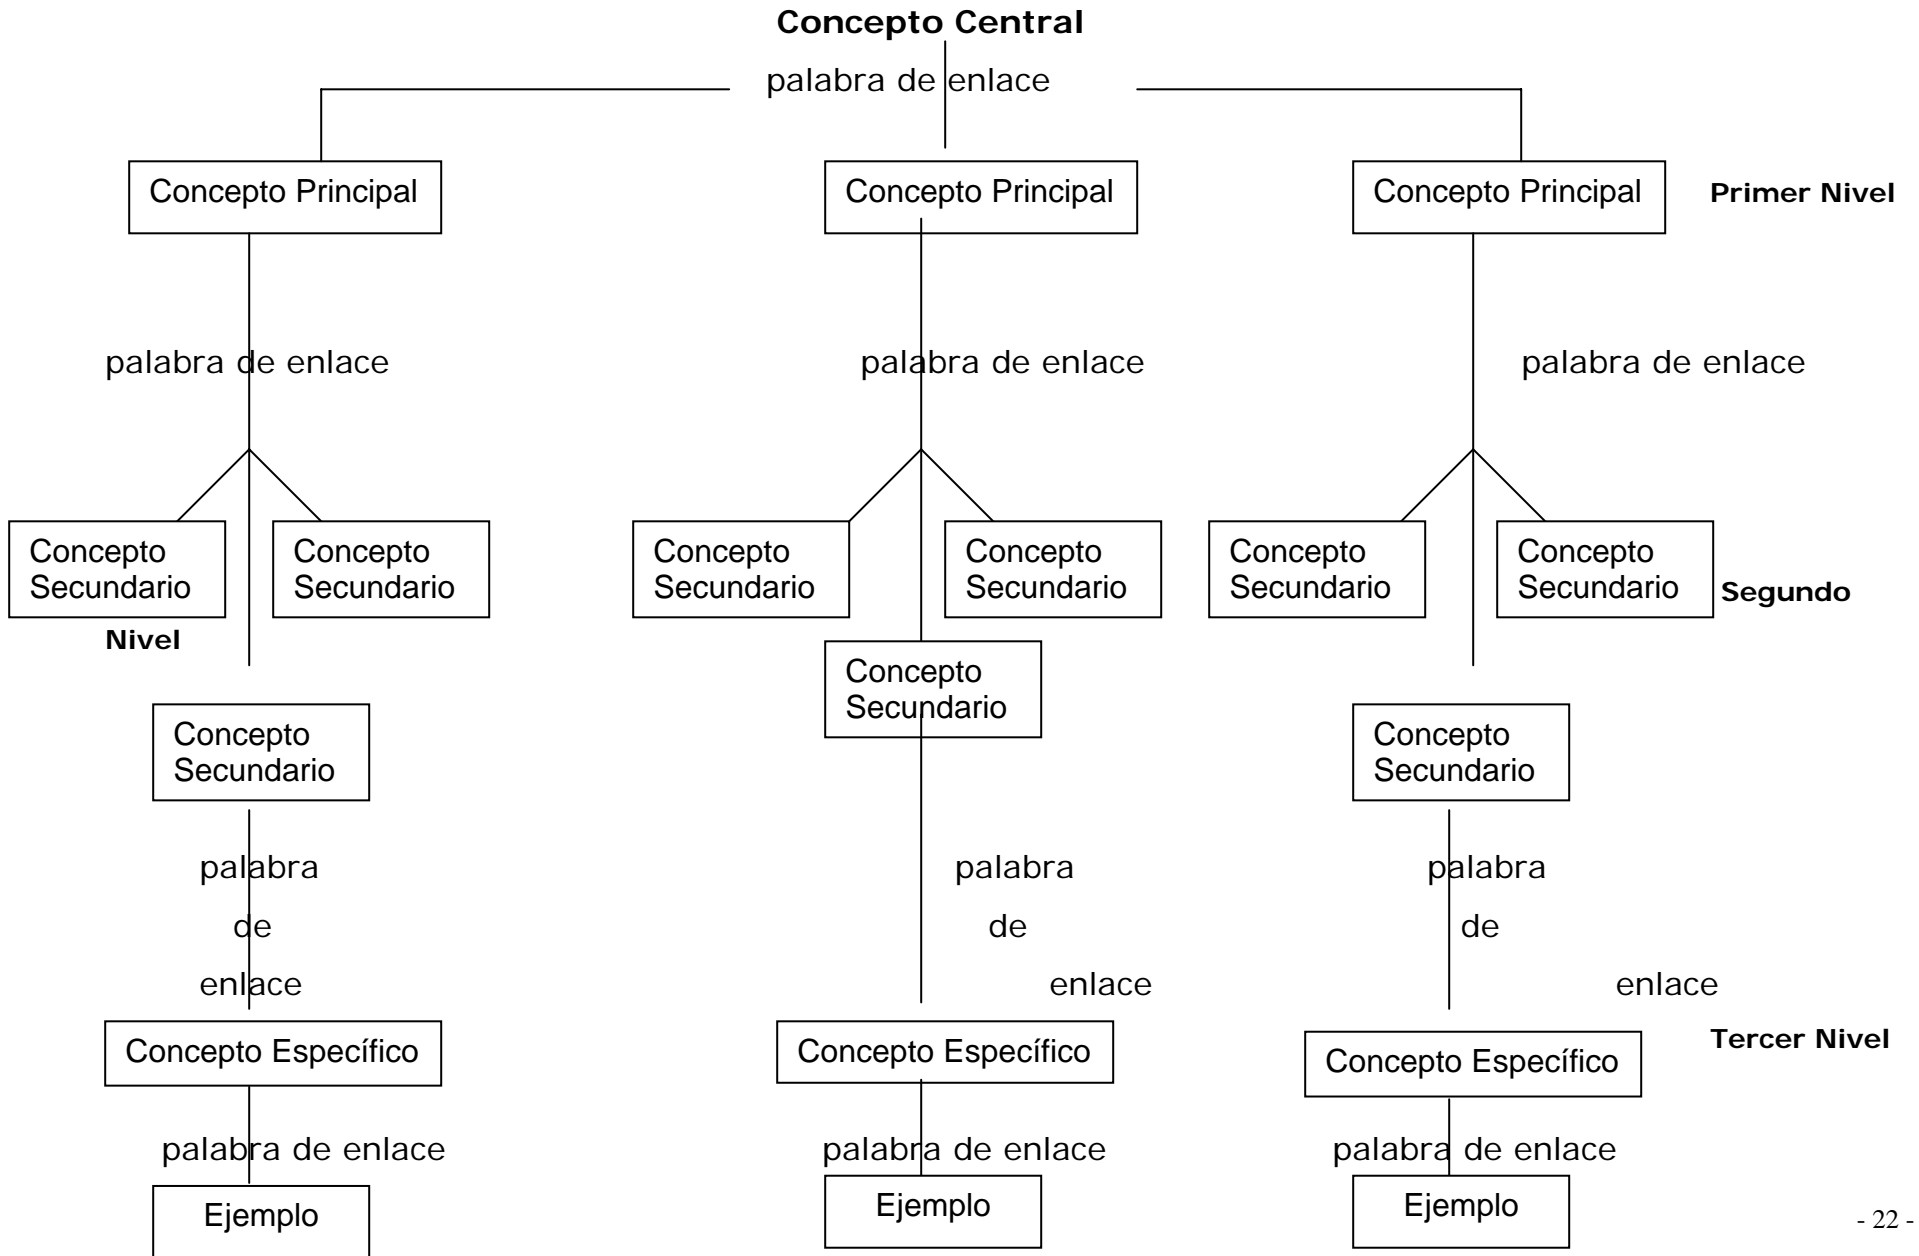 Concepto Central
palabra de enlace
Concepto Principal
Concepto Principal
Concepto Principal
Primer Nivel
palabra de enlace
palabra de enlace
palabra de enlace
Concepto
Secundario
Concepto
Secundario
Concepto
Secundario
Concepto
Secundario
Concepto
Secundario
Concepto
Secundario
Segundo
Nivel
Concepto
Secundario
Concepto
Secundario
Concepto
Secundario
palabra
de
enlace
palabra
de
enlace
palabra
de
enlace
Concepto Específico
Concepto Específico
Concepto Específico
Tercer Nivel
palabra de enlace
palabra de enlace
palabra de enlace
Ejemplo
Ejemplo
Ejemplo
- 22 -